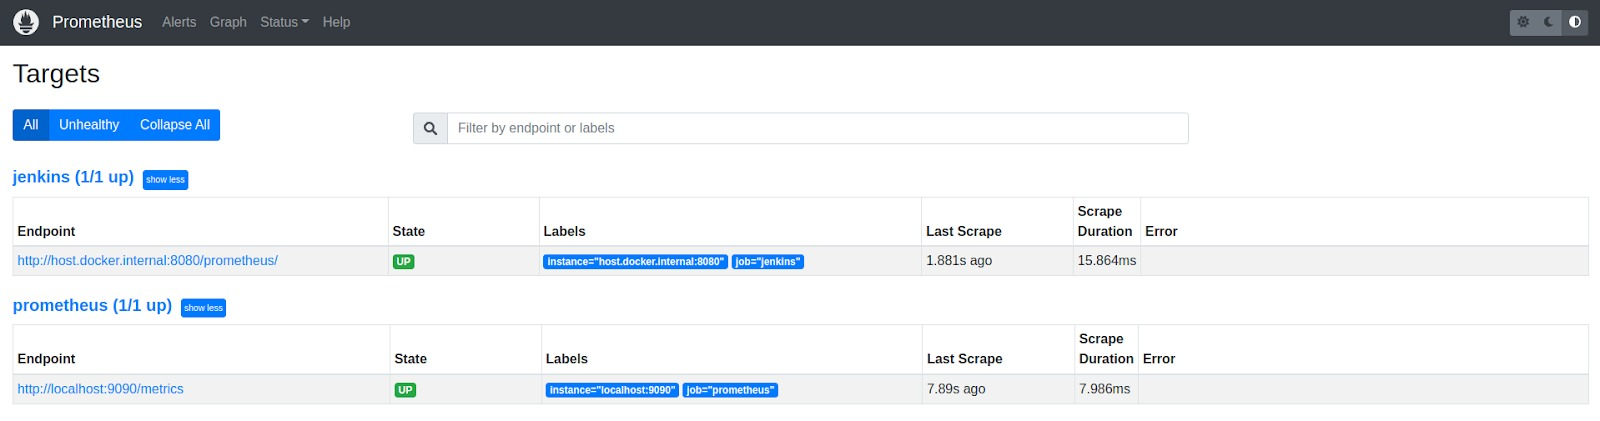 Prometheus Alerts Graph Status Help
Targets
All Unhealthy Collapse All
Filter by endpoint or labels
jenkins (1/1 up) show less
Endpoint State Labels Last Scrape Scrape Duration Error
http://host.docker.internal:8080/prometheus/ UP instance="host.docker.internal:8080" job="jenkins" 1.881s ago 15.864ms
prometheus (1/1 up) show less
Endpoint State Labels Last Scrape Scrape Duration Error
http://localhost:9090/metrics UP instance="localhost:9090" job="prometheus" 7.89s ago 7.986ms